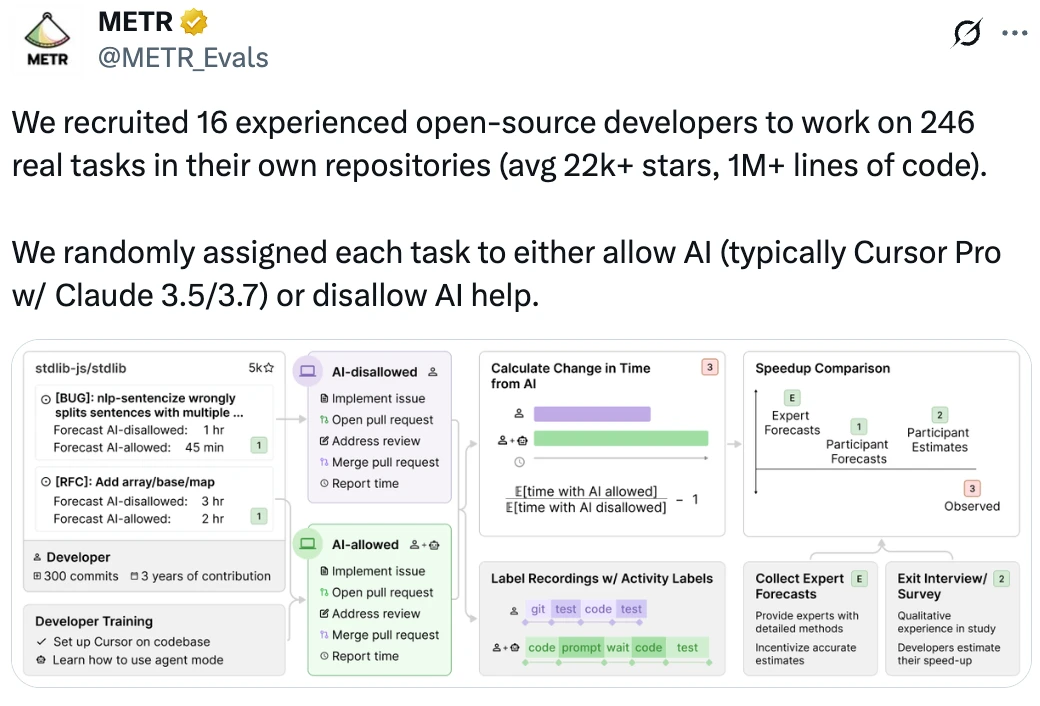 METR
METR
@METR_Evals
We recruited 16 experienced open-source developers to work on 246
real tasks in their own repositories (avg 22k+ stars, 1M+ lines of code).
We randomly assigned each task to either allow AI (typically Cursor Pro
w/ Claude 3.5/3.7) or disallow AI help.
stdlib-js/stdlib 5k☆
[BUG]: nlp-sentencize wrongly
splits sentences with multiple ...
Forecast AI-disallowed: 1 hr
Forecast AI-allowed: 45 min 1
[RFC]: Add array/base/map
Forecast AI-disallowed: 3 hr
Forecast AI-allowed: 2 hr 1
Developer
300 commits 3 years of contribution
Developer Training
✓ Set up Cursor on codebase
Learn how to use agent mode
AI-disallowed
Implement issue
Open pull request
Address review
Merge pull request
Report time
AI-allowed
Implement issue
Open pull request
Address review
Merge pull request
Report time
Calculate Change in Time 3
from AI
𝔼[time with AI allowed]
𝔼[time with AI disallowed]
− 1
Label Recordings w/ Activity Labels
git test code test
code prompt wait code test
Speedup Comparison
E
Expert
Forecasts
1
Participant
Forecasts
2
Participant
Estimates
3
Observed
Collect Expert E
Forecasts
Provide experts with
detailed methods
Incentivize accurate
estimates
Exit Interview/ 2
Survey
Qualitative
experience in study
Developers estimate
their speed-up